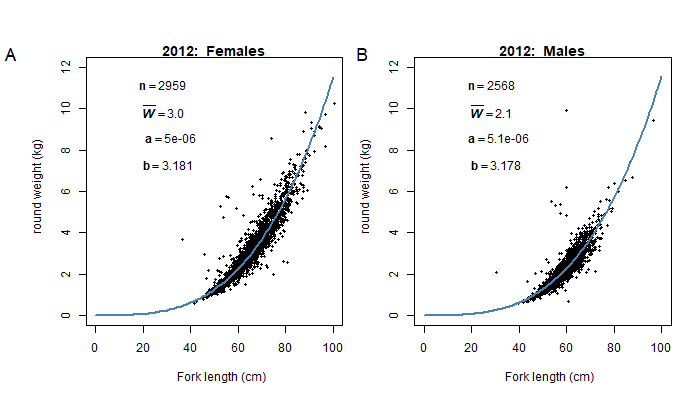 A
2012: Females
n = 2959
W = 3.0
a = 5e-06
b = 3.181
round weight (kg)
12
10
8
6
4
2
0
0 20 40 60 80 100
Fork length (cm)
B
2012: Males
n = 2568
W = 2.1
a = 5.1e-06
b = 3.178
round weight (kg)
12
10
8
6
4
2
0
0 20 40 60 80 100
Fork length (cm)